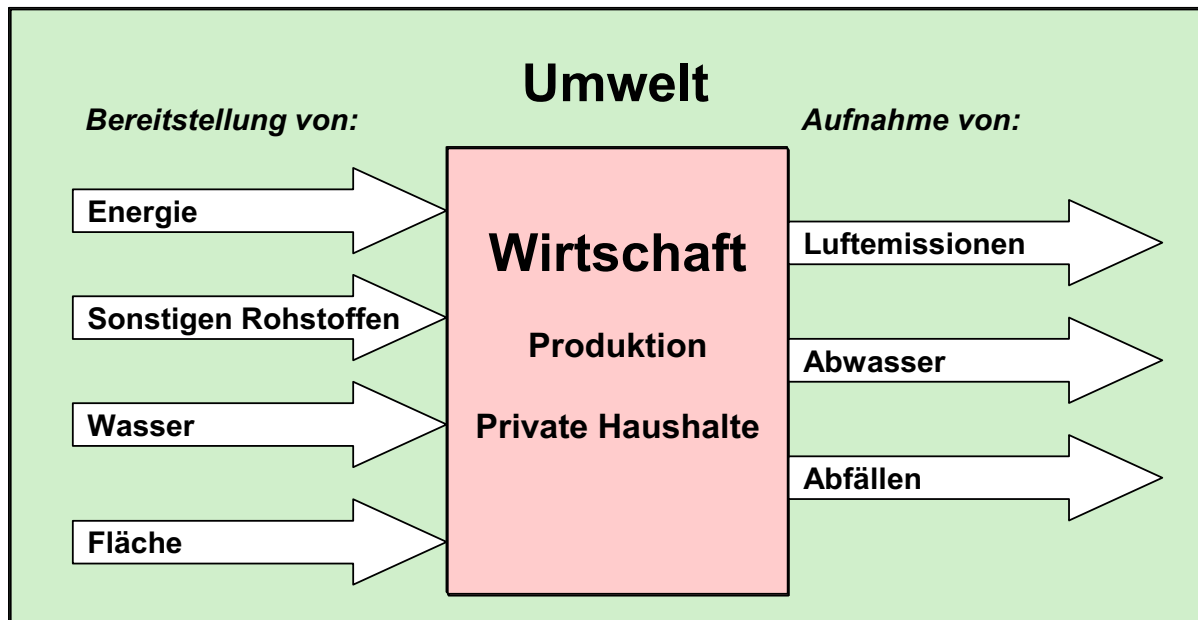 Umwelt
Bereitstellung von:
Energie
Sonstigen Rohstoffen
Wasser
Fläche
Wirtschaft
Produktion
Private Haushalte
Aufnahme von:
Luftemissionen
Abwasser
Abfällen